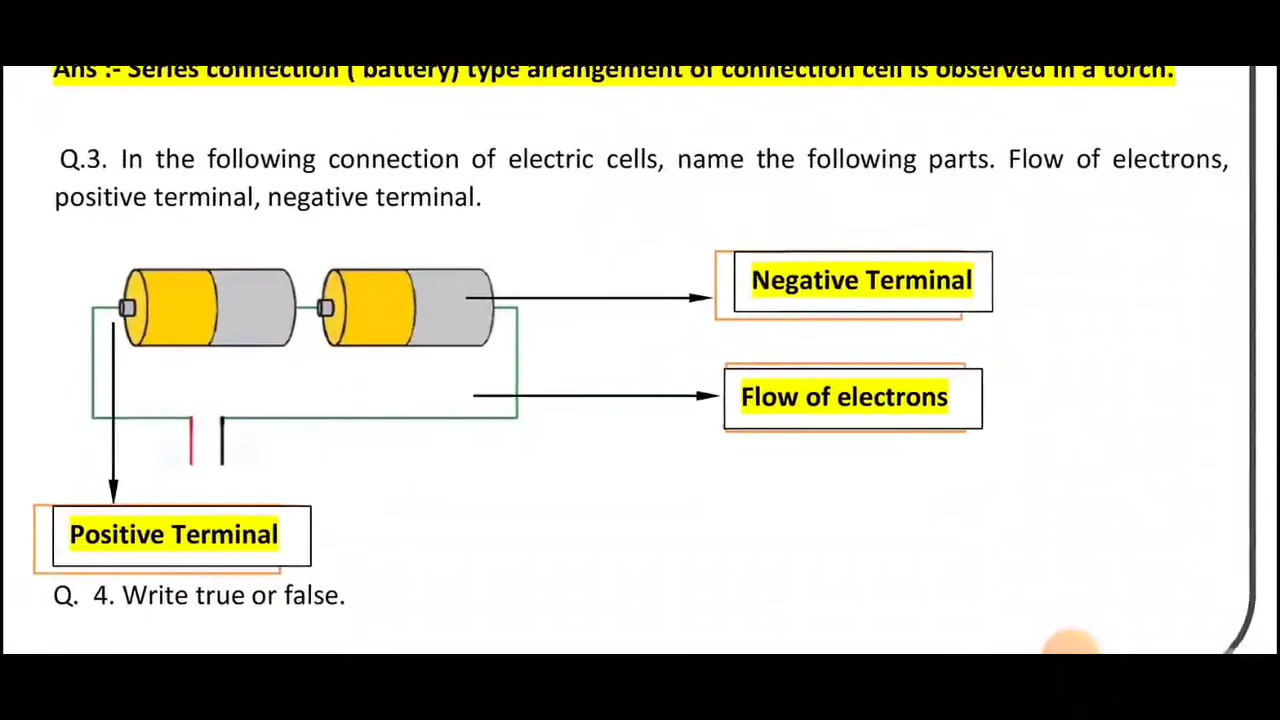 Ans :- Series connection ( battery) type arrangement of connection cell is observed in a torch.
Q.3. In the following connection of electric cells, name the following parts. Flow of electrons,
positive terminal, negative terminal.
Negative Terminal
Flow of electrons
Positive Terminal
Q. 4. Write true or false.